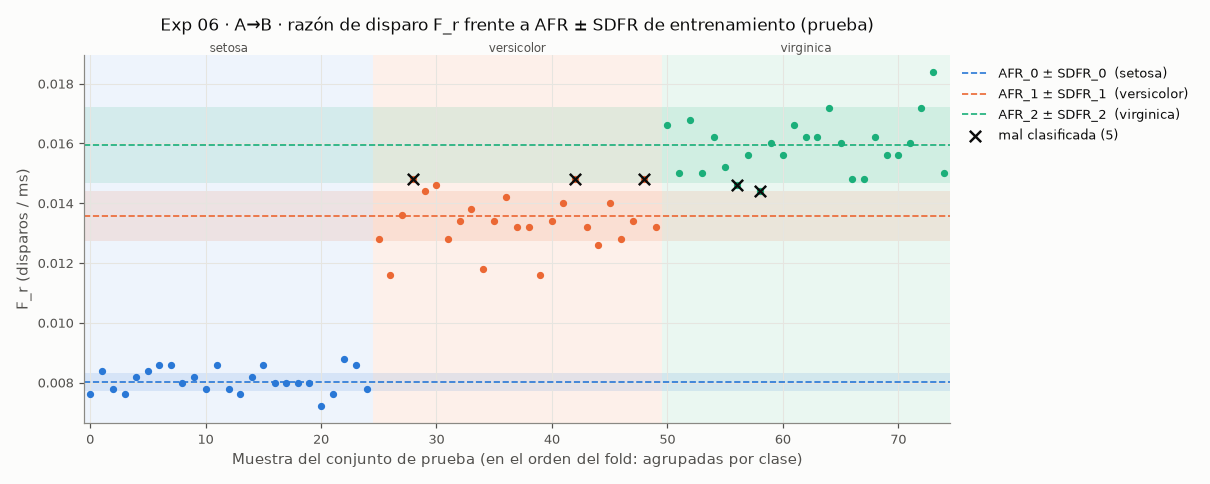 Exp 06 · A→B · razón de disparo F_r frente a AFR ± SDFR de entrenamiento (prueba)
setosa
versicolor
virginica
F_r (disparos / ms)
0.018
0.016
0.014
0.012
0.010
0.008
0
10
20
30
40
50
60
70
Muestra del conjunto de prueba (en el orden del fold: agrupadas por clase)
AFR_0 ± SDFR_0 (setosa)
AFR_1 ± SDFR_1 (versicolor)
AFR_2 ± SDFR_2 (virginica)
mal clasificada (5)